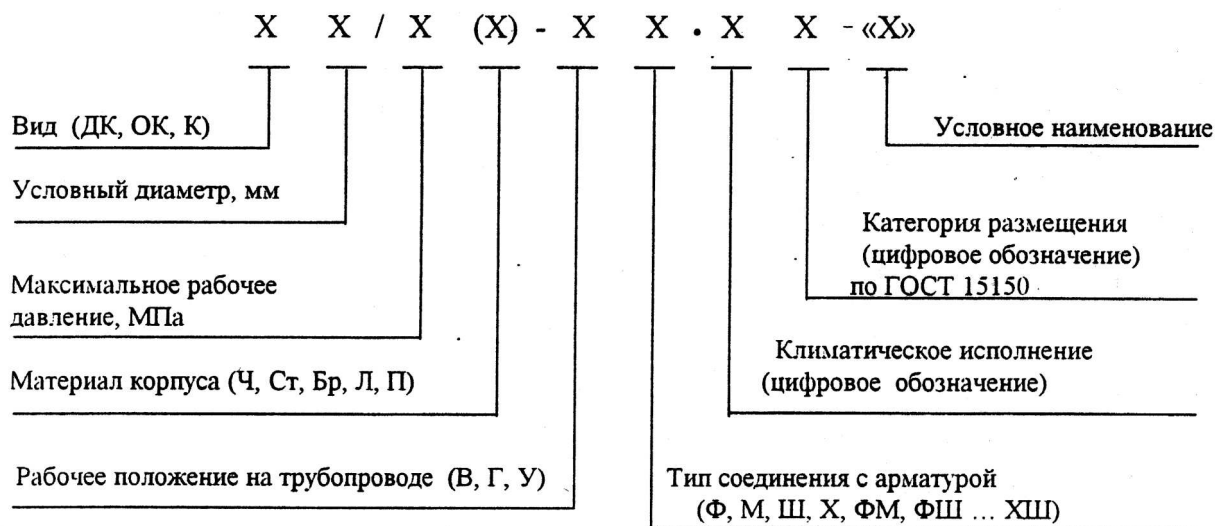 X X / X (X) - X X . X X - «X»
Вид (ДК, ОК, К)
Условное наименование
Условный диаметр, мм
Категория размещения
(цифровое обозначение)
по ГОСТ 15150
Максимальное рабочее
давление, МПа
Климатическое исполнение
(цифровое обозначение)
Материал корпуса (Ч, Ст, Бр, Л, П)
Рабочее положение на трубопроводе (В, Г, У)
Тип соединения с арматурой
(Ф, М, Ш, Х, ФМ, ФШ ... ХШ)